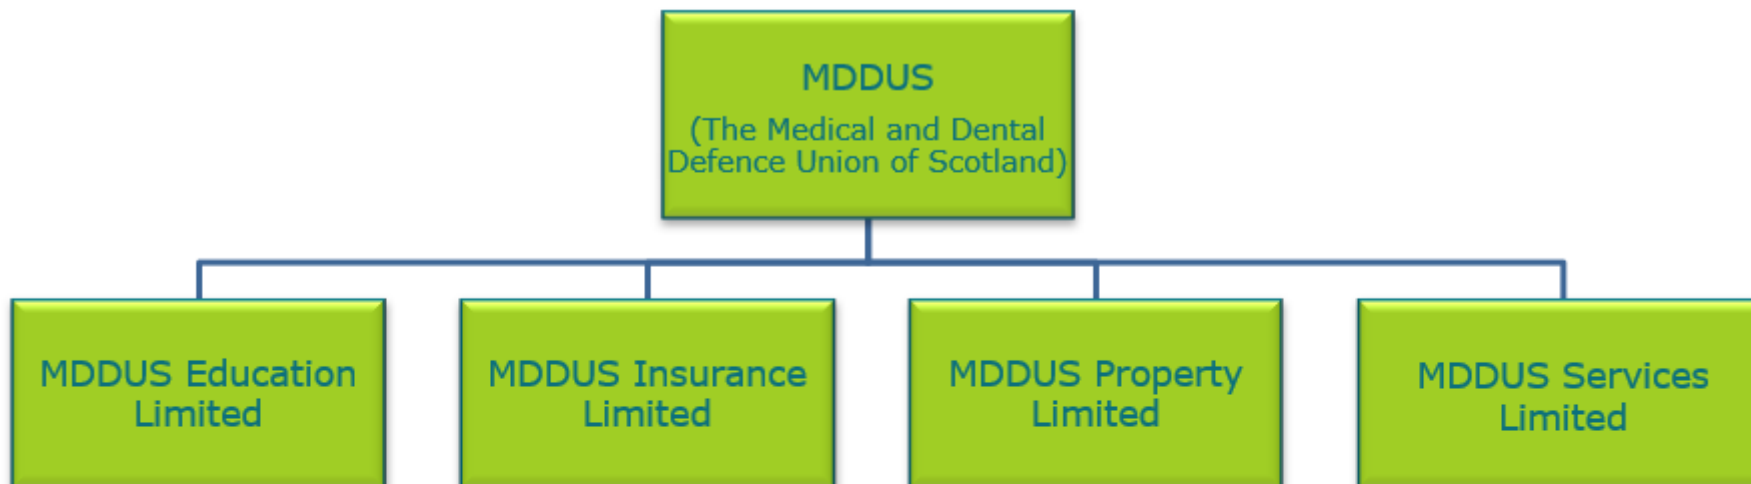 MDDUS
(The Medical and Dental
Defence Union of Scotland)
MDDUS Education
Limited
MDDUS Insurance
Limited
MDDUS Property
Limited
MDDUS Services
Limited